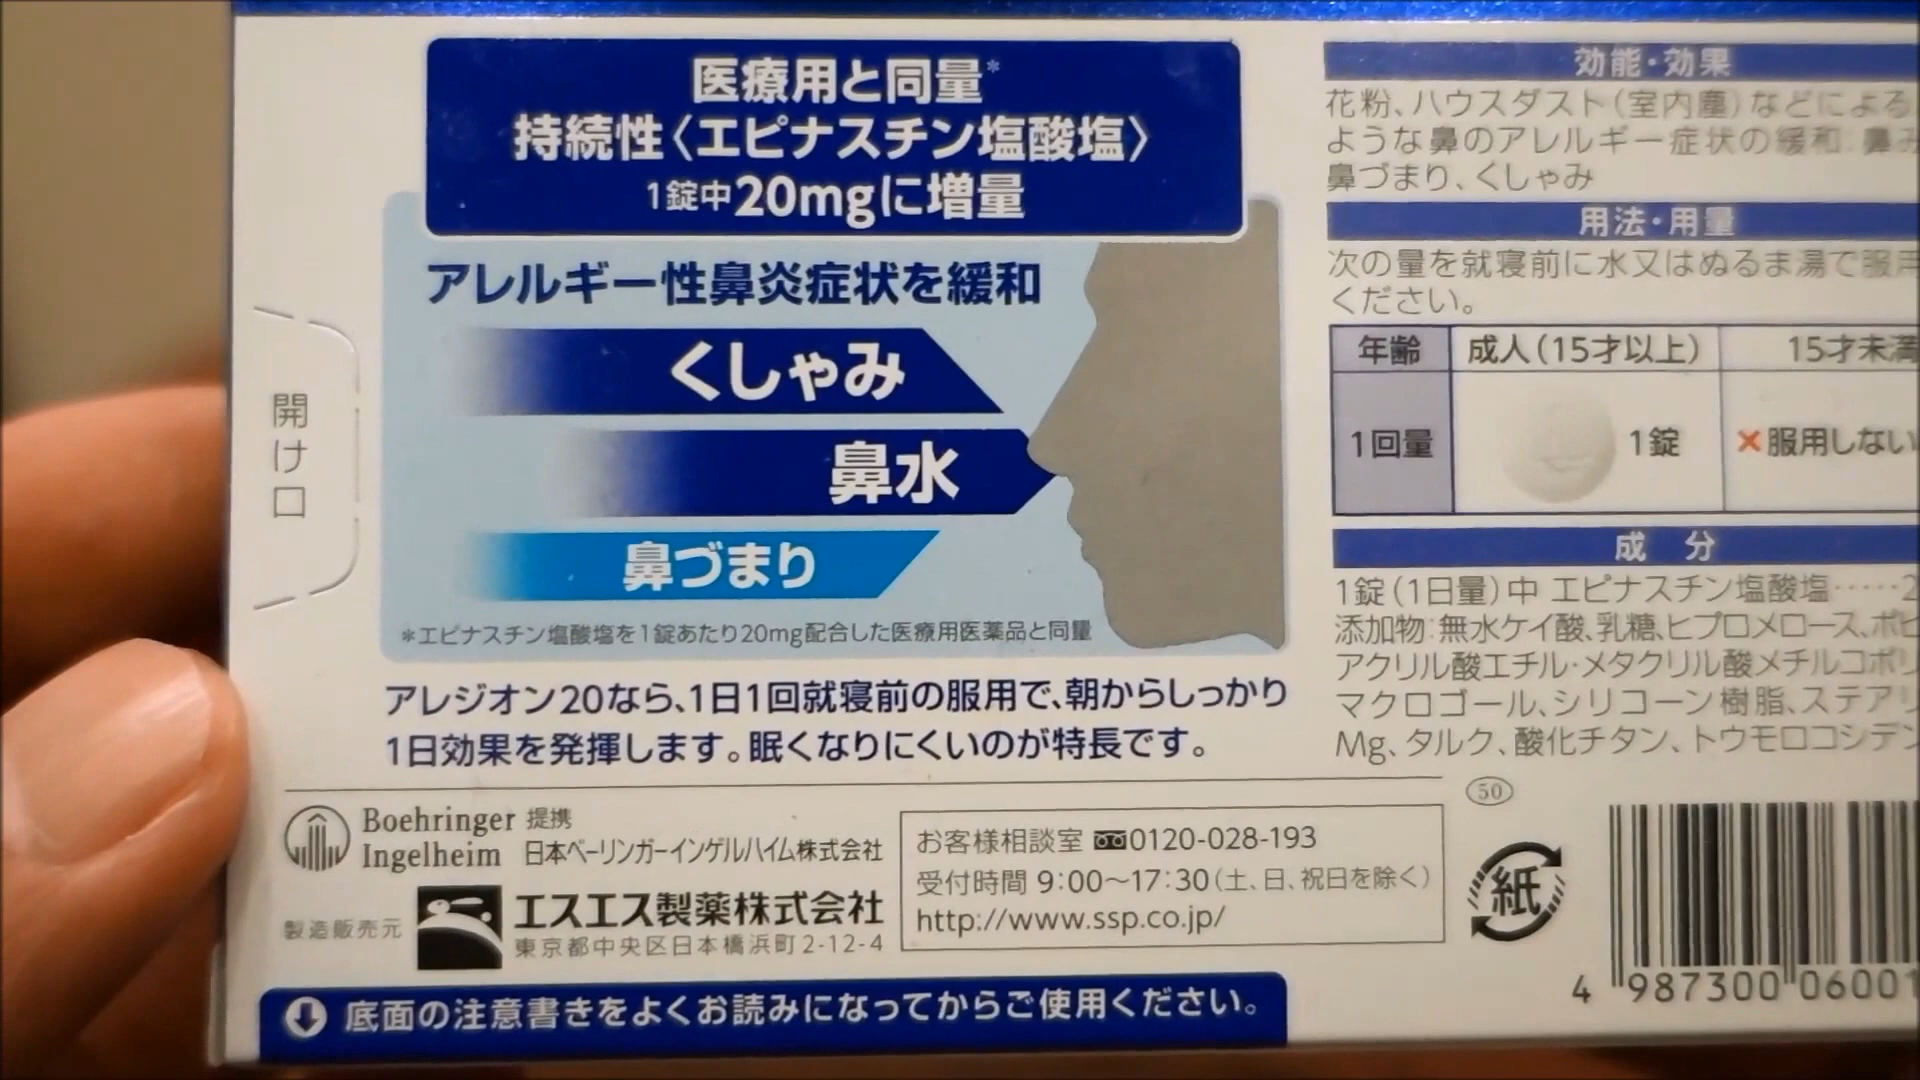 医療用と同量*
持続性〈エピナスチン塩酸塩〉
1錠中20mgに増量
アレルギー性鼻炎症状を緩和
くしゃみ
鼻水
鼻づまり
*エピナスチン塩酸塩を1錠あたり20mg配合した医療用医薬品と同量
アレジオン20なら、1日1回就寝前の服用で、朝からしっかり
1日効果を発揮します。眠くなりにくいのが特長です。
開け口
Boehringer 提携
Ingelheim 日本ベーリンガーインゲルハイム株式会社
製造販売元 エスエス製薬株式会社
東京都中央区日本橋浜町2-12-4
お客様相談室 0120-028-193
受付時間 9:00〜17:30(土、日、祝日を除く)
http://www.ssp.co.jp/
底面の注意書きをよくお読みになってからご使用ください。
効能・効果
花粉、ハウスダスト(室内塵)などによる
ような鼻のアレルギー症状の緩和:鼻み
鼻づまり、くしゃみ
用法・用量
次の量を就寝前に水又はぬるま湯で服用
ください。
年齢 成人(15才以上) 15才未満
1回量 1錠 ×服用しない
成 分
1錠(1日量)中 エピナスチン塩酸塩……2
添加物:無水ケイ酸、乳糖、ヒプロメロース、ポビ
アクリル酸エチル・メタクリル酸メチルコポリ
マクロゴール、シリコーン樹脂、ステアリ
Mg、タルク、酸化チタン、トウモロコシデン
50
紙
4 987300 06001